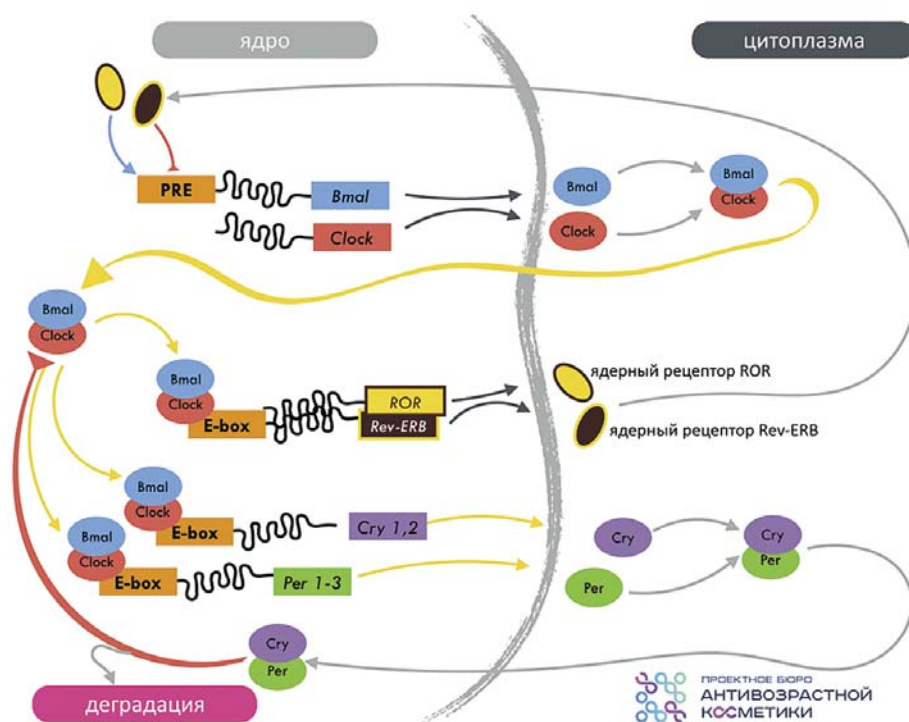 ядро
цитоплазма
PRE
Bmal
Clock
Bmal
Clock
Bmal
Clock
Bmal
Clock
Bmal
Clock
E-box
ROR
Rev-ERB
ядерный рецептор ROR
ядерный рецептор Rev-ERB
Bmal
Clock
E-box
Cry 1,2
Bmal
Clock
E-box
Per 1-3
Cry
Per
Cry
Per
Cry
Per
деградация
ПРОЕКТНОЕ БЮРО
АНТИВОЗРАСТНОЙ
КОСМЕТИКИ